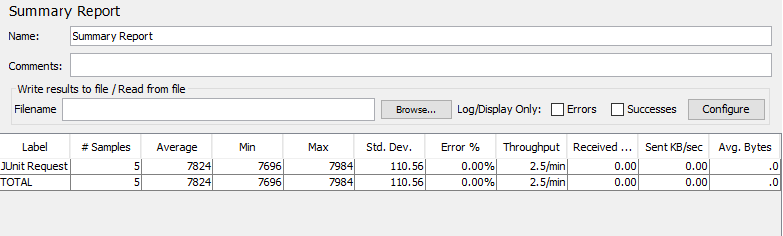 Summary Report
Name: Summary Report
Comments:
Write results to file / Read from file
Filename Browse... Log/Display Only: Errors Successes Configure
Label # Samples Average Min Max Std. Dev. Error % Throughput Received ... Sent KB/sec Avg. Bytes
JUnit Request 5 7824 7696 7984 110.56 0.00% 2.5/min 0.00 0.00 .0
TOTAL 5 7824 7696 7984 110.56 0.00% 2.5/min 0.00 0.00 .0